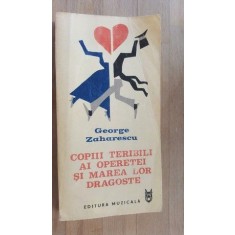 George
Zaharescu
COPIII TERIBILI
AI OPERETEI
ȘI MAREA LOR
DRAGOSTE
EDITURA MUZICALĂ